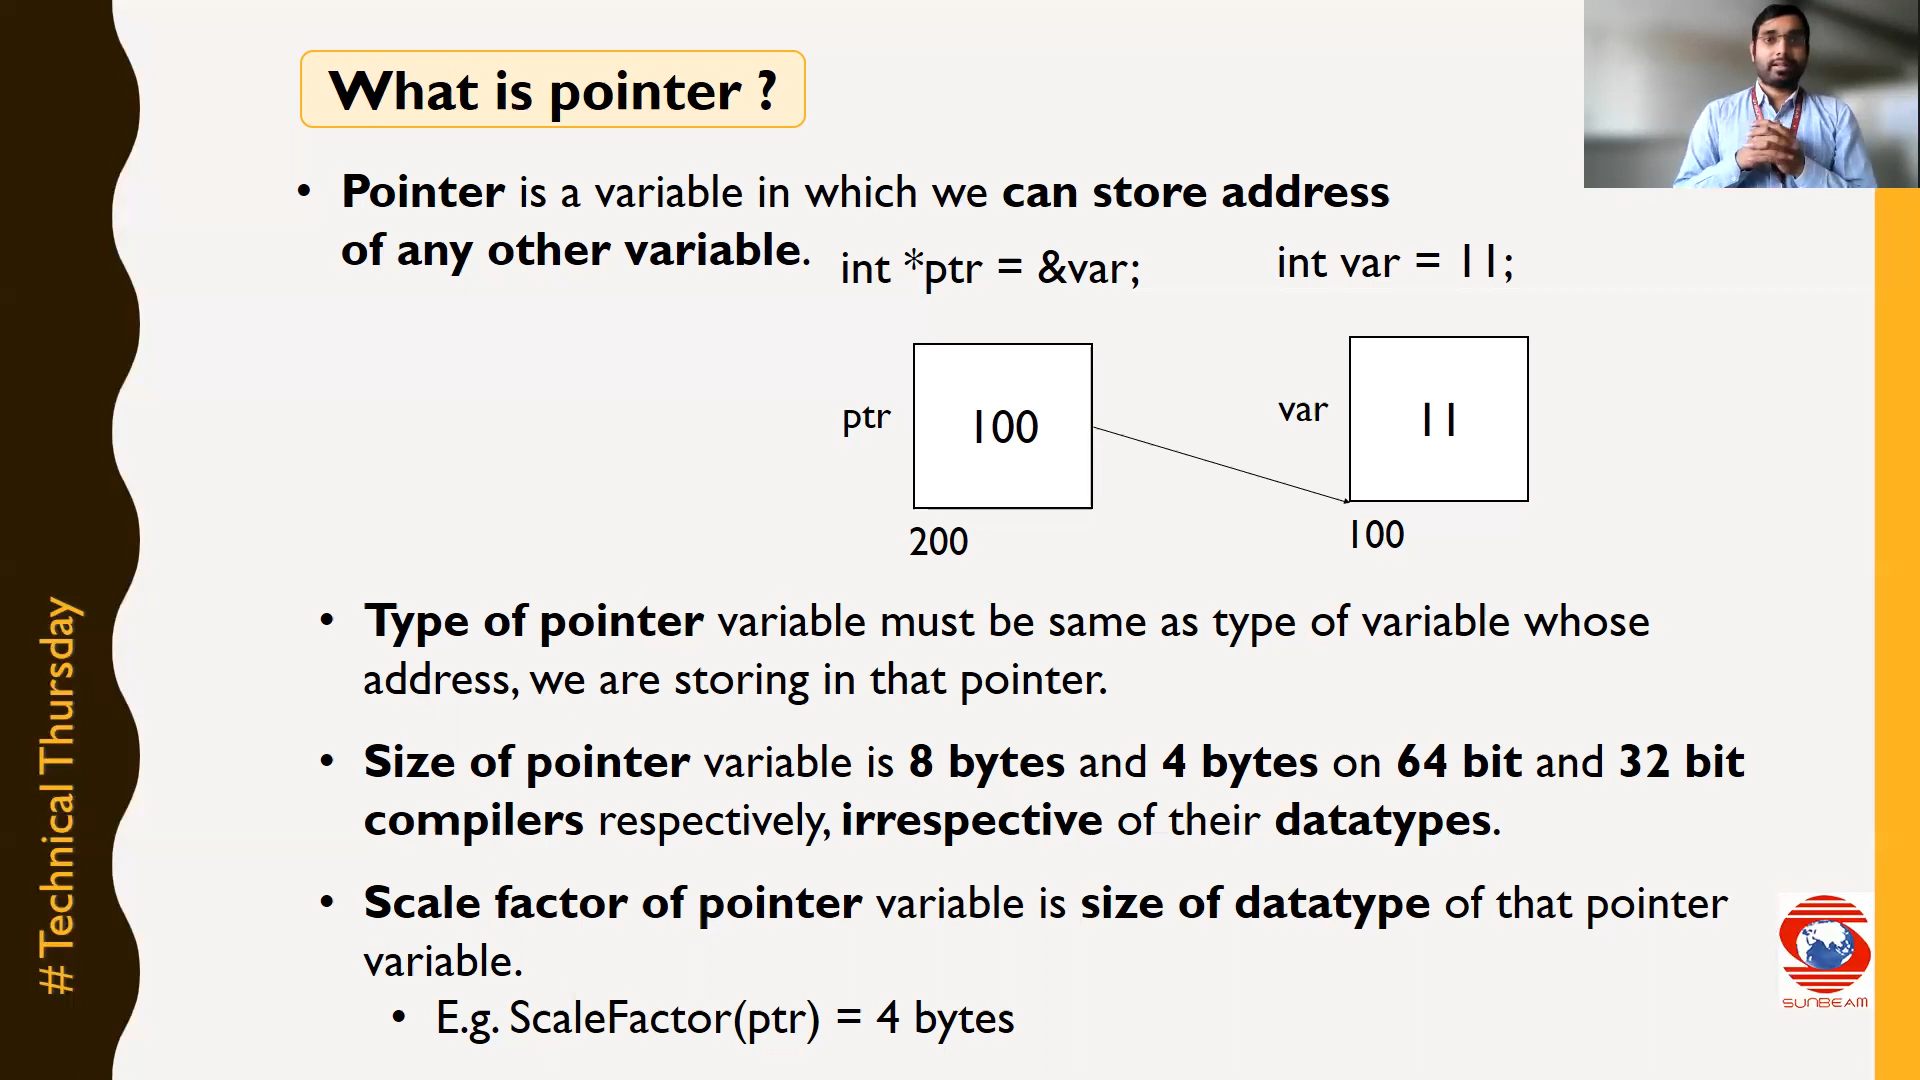 What is pointer ?
• Pointer is a variable in which we can store address
of any other variable.
int *ptr = &var;
int var = 11;
ptr
100
200
var
11
100
• Type of pointer variable must be same as type of variable whose
address, we are storing in that pointer.
• Size of pointer variable is 8 bytes and 4 bytes on 64 bit and 32 bit
compilers respectively, irrespective of their datatypes.
• Scale factor of pointer variable is size of datatype of that pointer
variable.
• E.g. ScaleFactor(ptr) = 4 bytes
#Technical Thursday
SUNBEAM